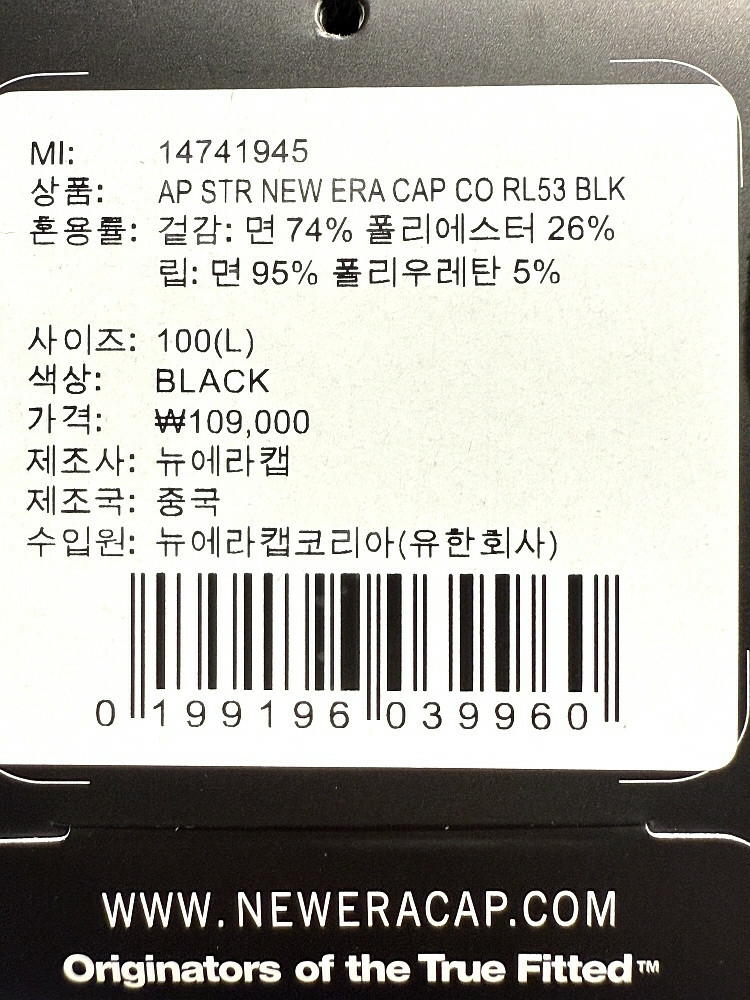 MI: 14741945
상품: AP STR NEW ERA CAP CO RL53 BLK
혼용률: 겉감: 면 74% 폴리에스터 26%
립: 면 95% 폴리우레탄 5%
사이즈: 100(L)
색상: BLACK
가격: ₩109,000
제조사: 뉴에라캡
제조국: 중국
수입원: 뉴에라캡코리아(유한회사)
0 199196 039960
WWW.NEWERACAP.COM
Originators of the True Fitted™